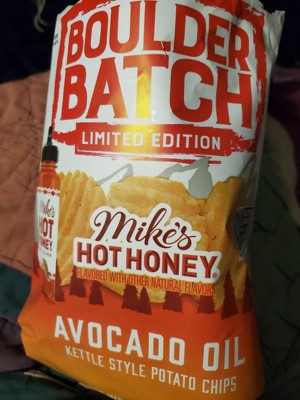 BOULDER
BATCH
LIMITED EDITION
Mike's
HOT HONEY
FLAVORED WITH OTHER NATURAL FLAVORS
Mike's
HOT
HONEY
AVOCADO OIL
KETTLE STYLE POTATO CHIPS